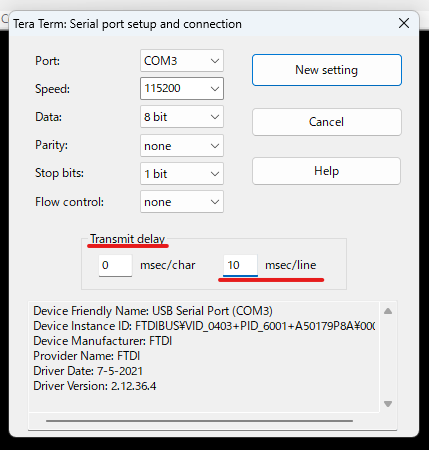 Tera Term: Serial port setup and connection
Port: COM3 New setting
Speed: 115200
Data: 8 bit Cancel
Parity: none
Stop bits: 1 bit Help
Flow control: none
Transmit delay
0 msec/char 10 msec/line
Device Friendly Name: USB Serial Port (COM3)
Device Instance ID: FTDIBUS¥VID_0403+PID_6001+A50179P8A¥000
Device Manufacturer: FTDI
Provider Name: FTDI
Driver Date: 7-5-2021
Driver Version: 2.12.36.4